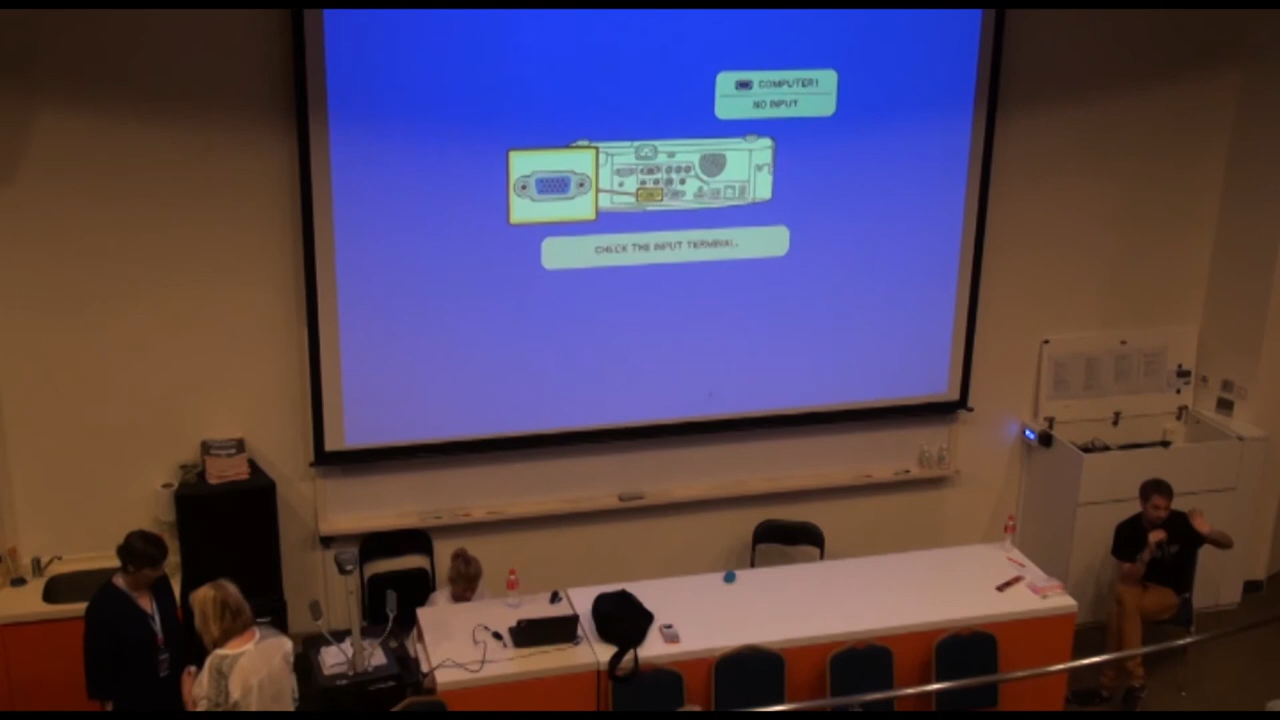 COMPUTER1
NO INPUT
CHECK THE INPUT TERMINAL.